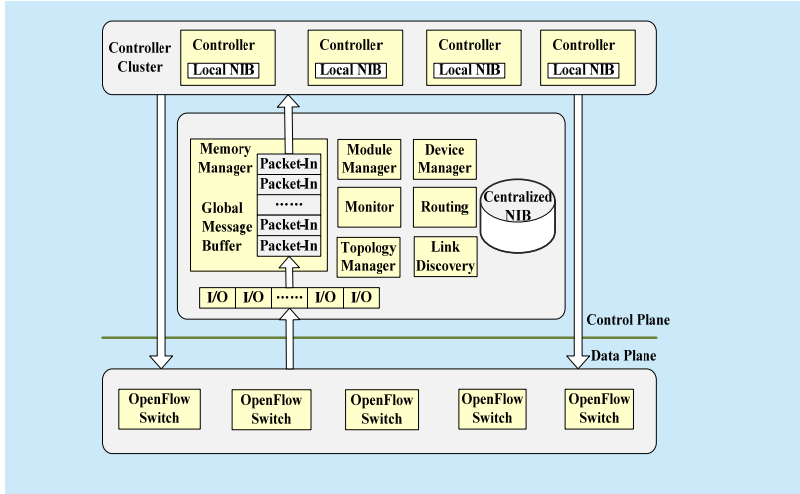 Controller Cluster
Controller
Local NIB
Controller
Local NIB
Controller
Local NIB
Controller
Local NIB
Memory Manager
Global Message Buffer
Packet-In
Packet-In
······
Packet-In
Packet-In
Module Manager
Device Manager
Monitor
Routing
Topology Manager
Link Discovery
Centralized NIB
I/O I/O ······ I/O I/O
Control Plane
Data Plane
OpenFlow Switch
OpenFlow Switch
OpenFlow Switch
OpenFlow Switch
OpenFlow Switch